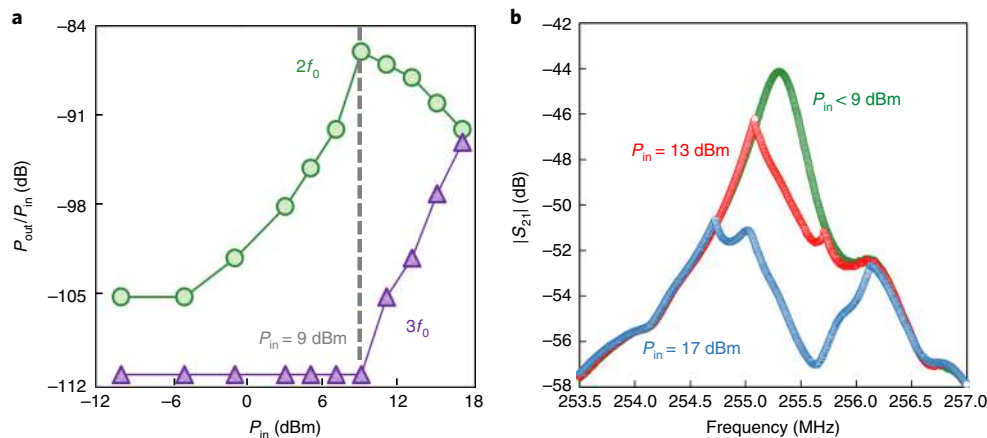 a
−84
−91
−98
−105
−112
Pout/Pin (dB)
2f0
3f0
Pin = 9 dBm
−12
−6
0
6
12
18
Pin (dBm)
b
−42
−44
−46
−48
−50
−52
−54
−56
−58
|S21| (dB)
Pin < 9 dBm
Pin = 13 dBm
Pin = 17 dBm
253.5
254.0
254.5
255.0
255.5
256.0
256.5
257.0
Frequency (MHz)